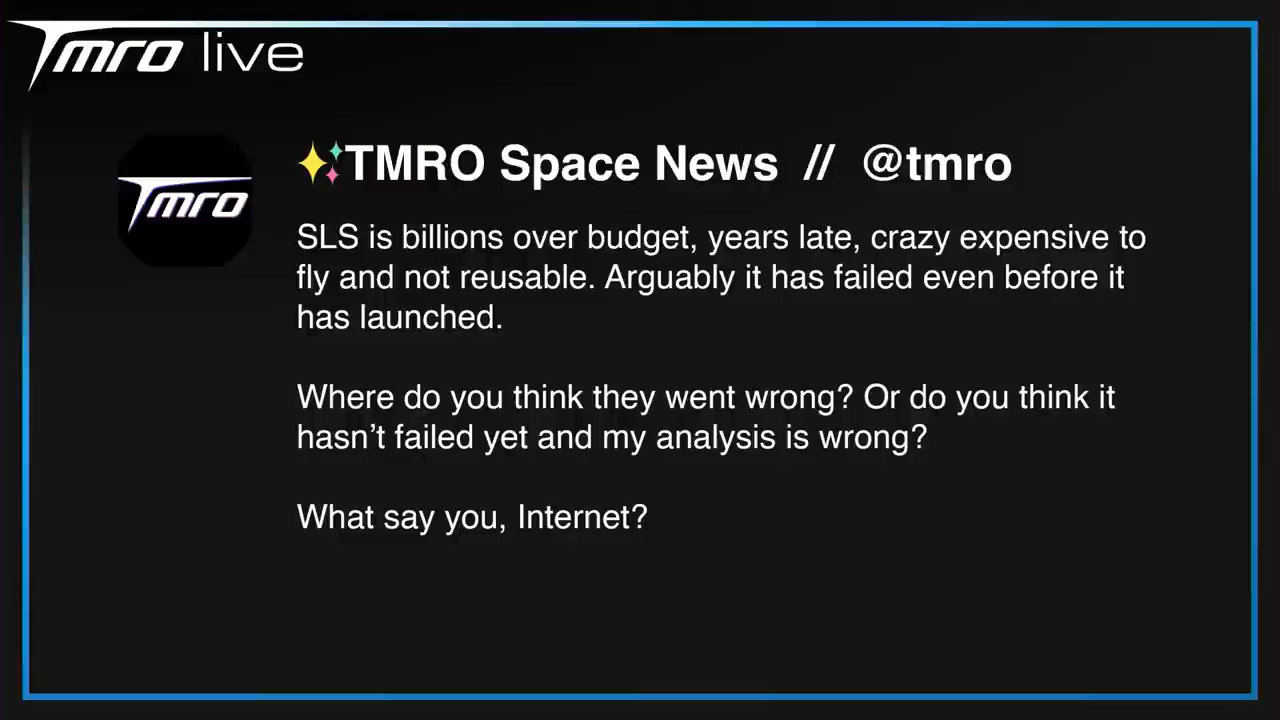 Tmro live
Tmro
✨TMRO Space News // @tmro
SLS is billions over budget, years late, crazy expensive to
fly and not reusable. Arguably it has failed even before it
has launched.
Where do you think they went wrong? Or do you think it
hasn’t failed yet and my analysis is wrong?
What say you, Internet?